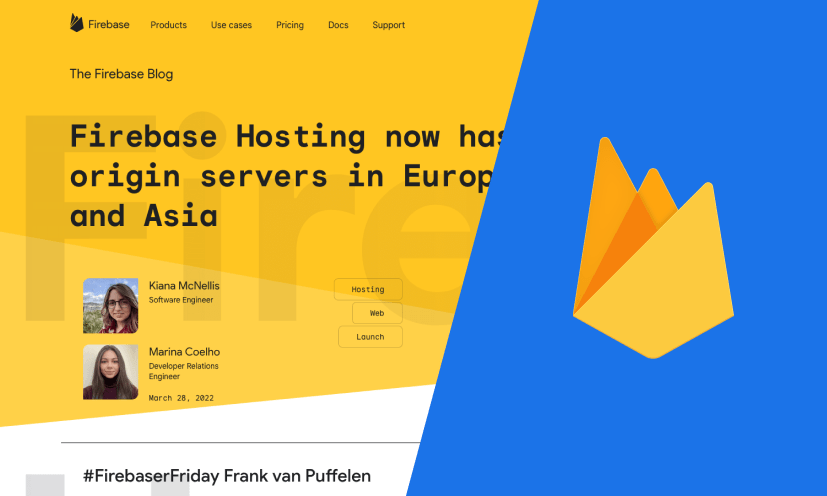 Firebase Products Use cases Pricing Docs Support
The Firebase Blog
Firebase Hosting now has
origin servers in Europ
and Asia
Kiana McNellis
Software Engineer
Hosting
Web
Launch
Marina Coelho
Developer Relations
Engineer
March 28, 2022
#FirebaserFriday Frank van Puffelen
Fire